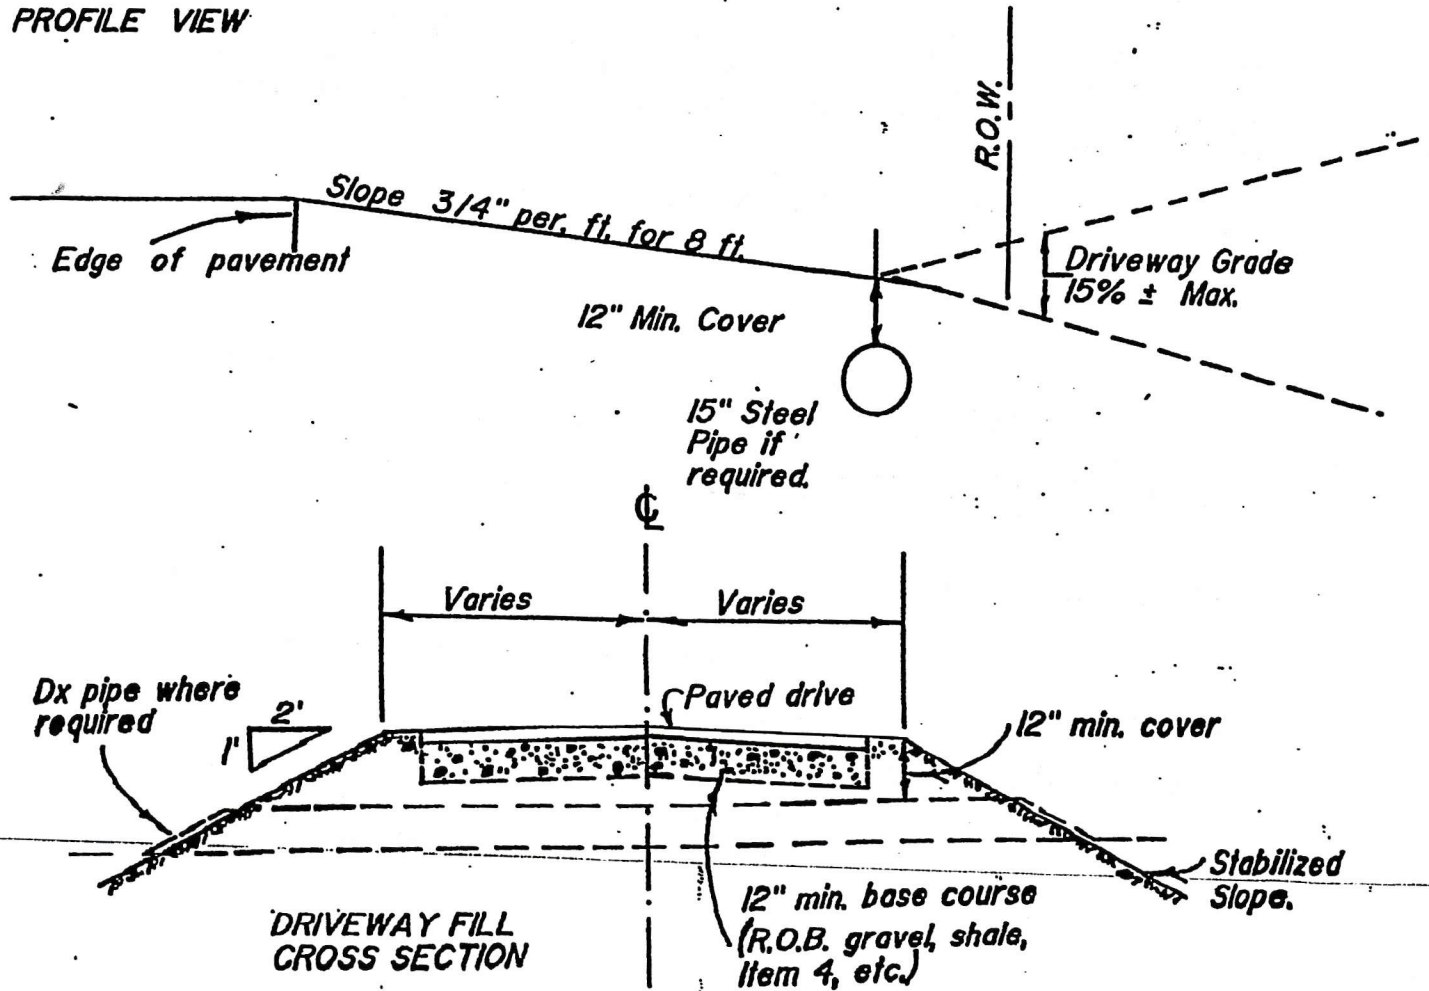 PROFILE VIEW
R.O.W.
Slope 3/4" per. ft. for 8 ft.
Edge of pavement
Driveway Grade
15% ± Max.
12" Min. Cover
15" Steel
Pipe if
required.
℄
Varies
Varies
Dx pipe where
required
2'
1'
Paved drive
12" min. cover
Stabilized
Slope.
12" min. base course
(R.O.B. gravel, shale,
Item 4, etc.)
DRIVEWAY FILL
CROSS SECTION